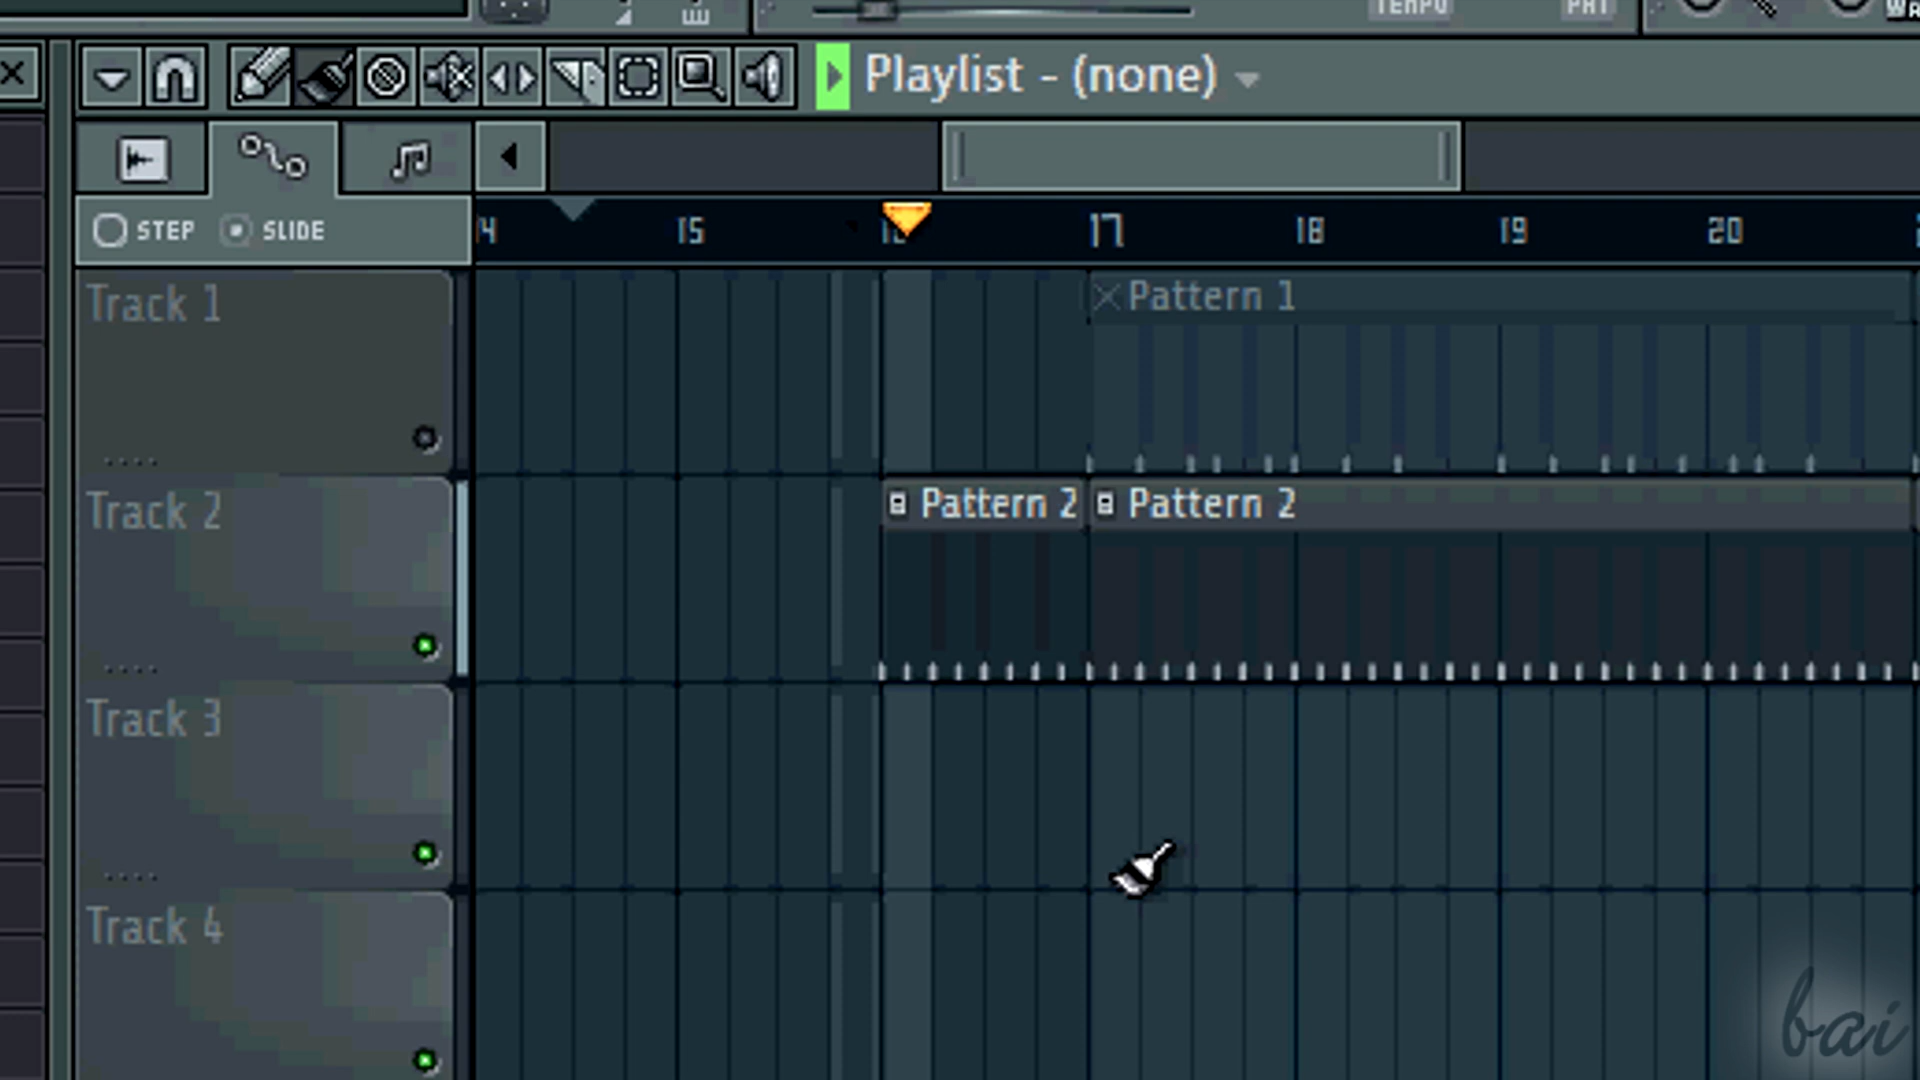 TEMPO PAT
Playlist - (none)
STEP SLIDE
15 17 18 19 20
Track 1
Pattern 1
Track 2
Pattern 2 Pattern 2
Track 3
Track 4
bai